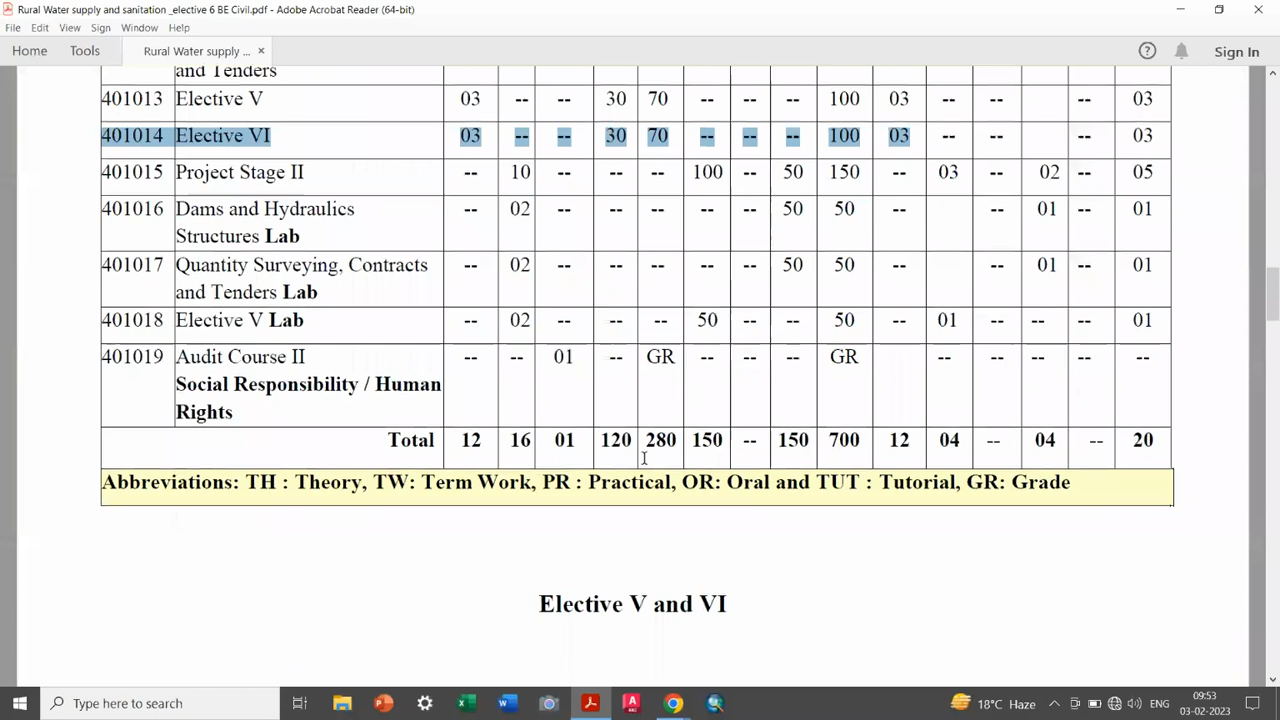 Rural Water supply and sanitation _elective 6 BE Civil.pdf - Adobe Acrobat Reader (64-bit)
File Edit View Sign Window Help
Home Tools Rural Water supply ... × Sign In
and Tenders
401013 Elective V 03 -- -- 30 70 -- -- -- 100 03 -- -- -- 03
401014 Elective VI 03 -- -- 30 70 -- -- -- 100 03 -- -- -- 03
401015 Project Stage II -- 10 -- -- -- 100 -- 50 150 -- 03 -- 02 -- 05
401016 Dams and Hydraulics -- 02 -- -- -- -- -- 50 50 -- -- 01 -- 01
Structures Lab
401017 Quantity Surveying, Contracts -- 02 -- -- -- -- -- 50 50 -- -- 01 -- 01
and Tenders Lab
401018 Elective V Lab -- 02 -- -- -- 50 -- -- 50 -- 01 -- -- -- 01
401019 Audit Course II -- -- 01 -- GR -- -- -- GR -- -- -- -- --
Social Responsibility / Human
Rights
Total 12 16 01 120 280 150 -- 150 700 12 04 -- 04 -- 20
Abbreviations: TH : Theory, TW: Term Work, PR : Practical, OR: Oral and TUT : Tutorial, GR: Grade
Elective V and VI
Type here to search 18°C Haze ENG 09:53
03-02-2023